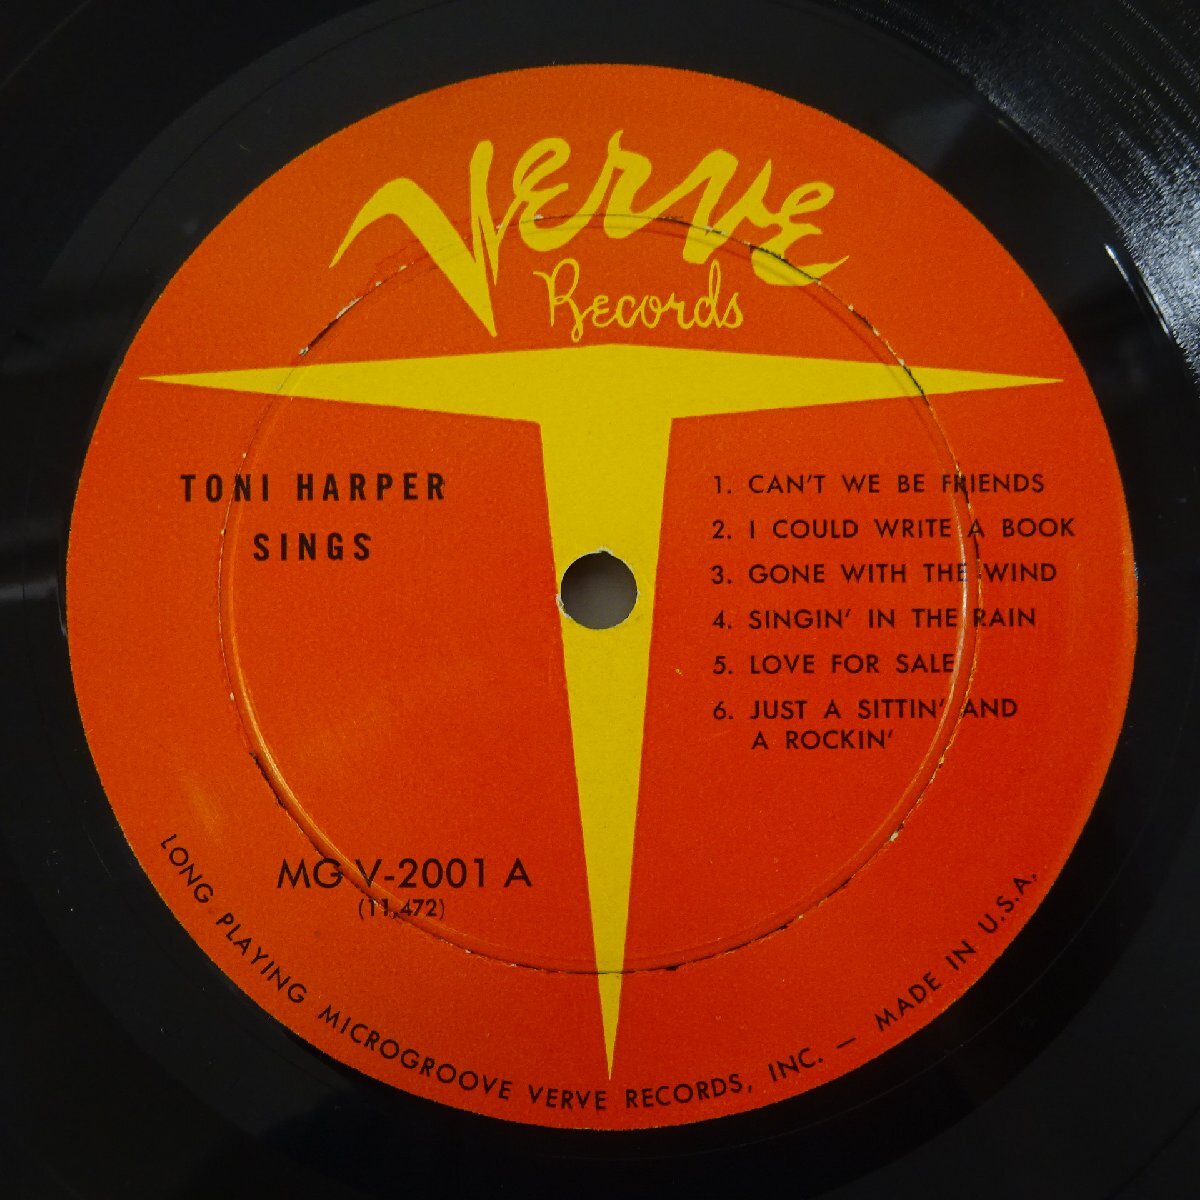 Verve
Records
TONI HARPER
SINGS
1. CAN'T WE BE FRIENDS
2. I COULD WRITE A BOOK
3. GONE WITH THE WIND
4. SINGIN' IN THE RAIN
5. LOVE FOR SALE
6. JUST A SITTIN' AND
A ROCKIN'
MG V-2001 A
(11,472)
LONG PLAYING MICROGROOVE VERVE RECORDS, INC. — MADE IN U.S.A.